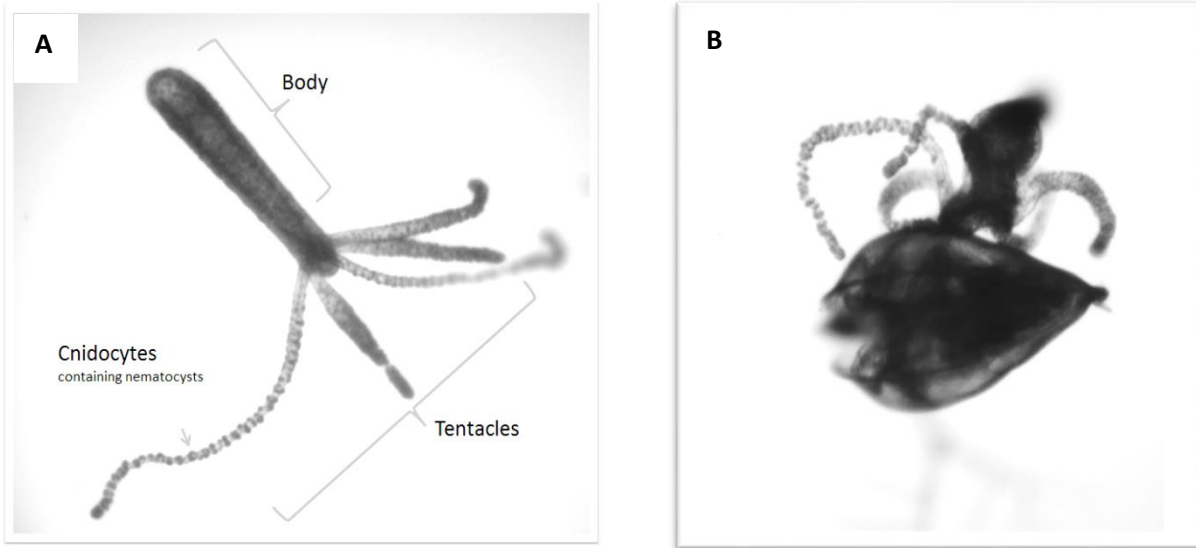 A
B
Body
Cnidocytes
containing nematocysts
Tentacles